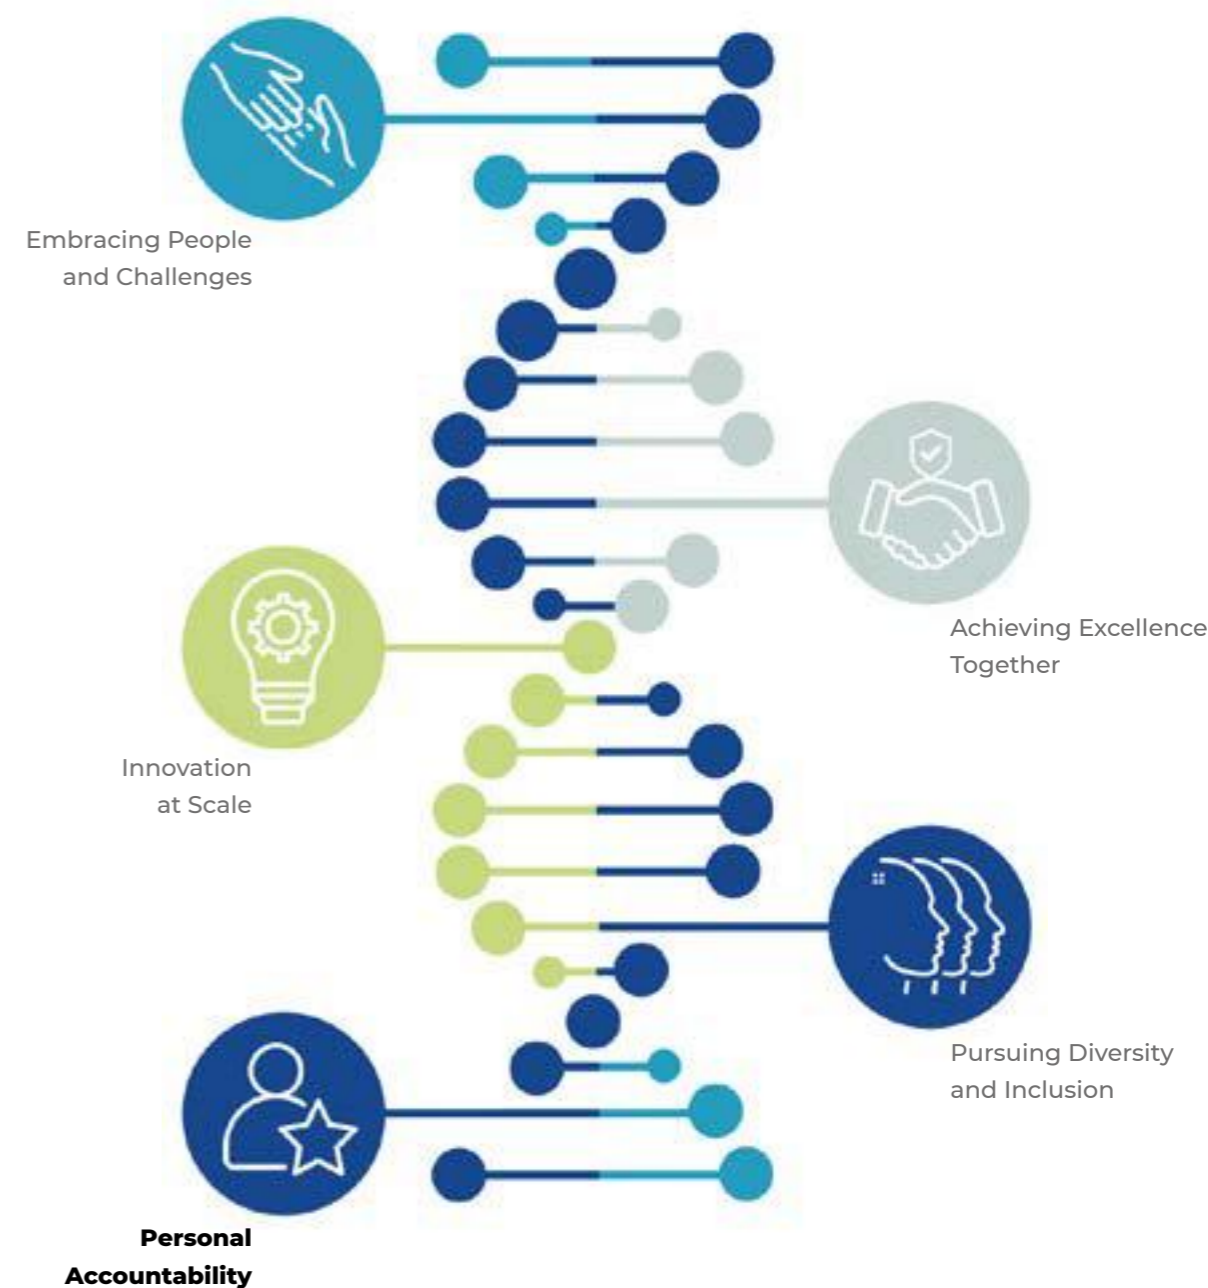 Embracing People
and Challenges
Achieving Excellence
Together
Innovation
at Scale
Pursuing Diversity
and Inclusion
Personal
Accountability